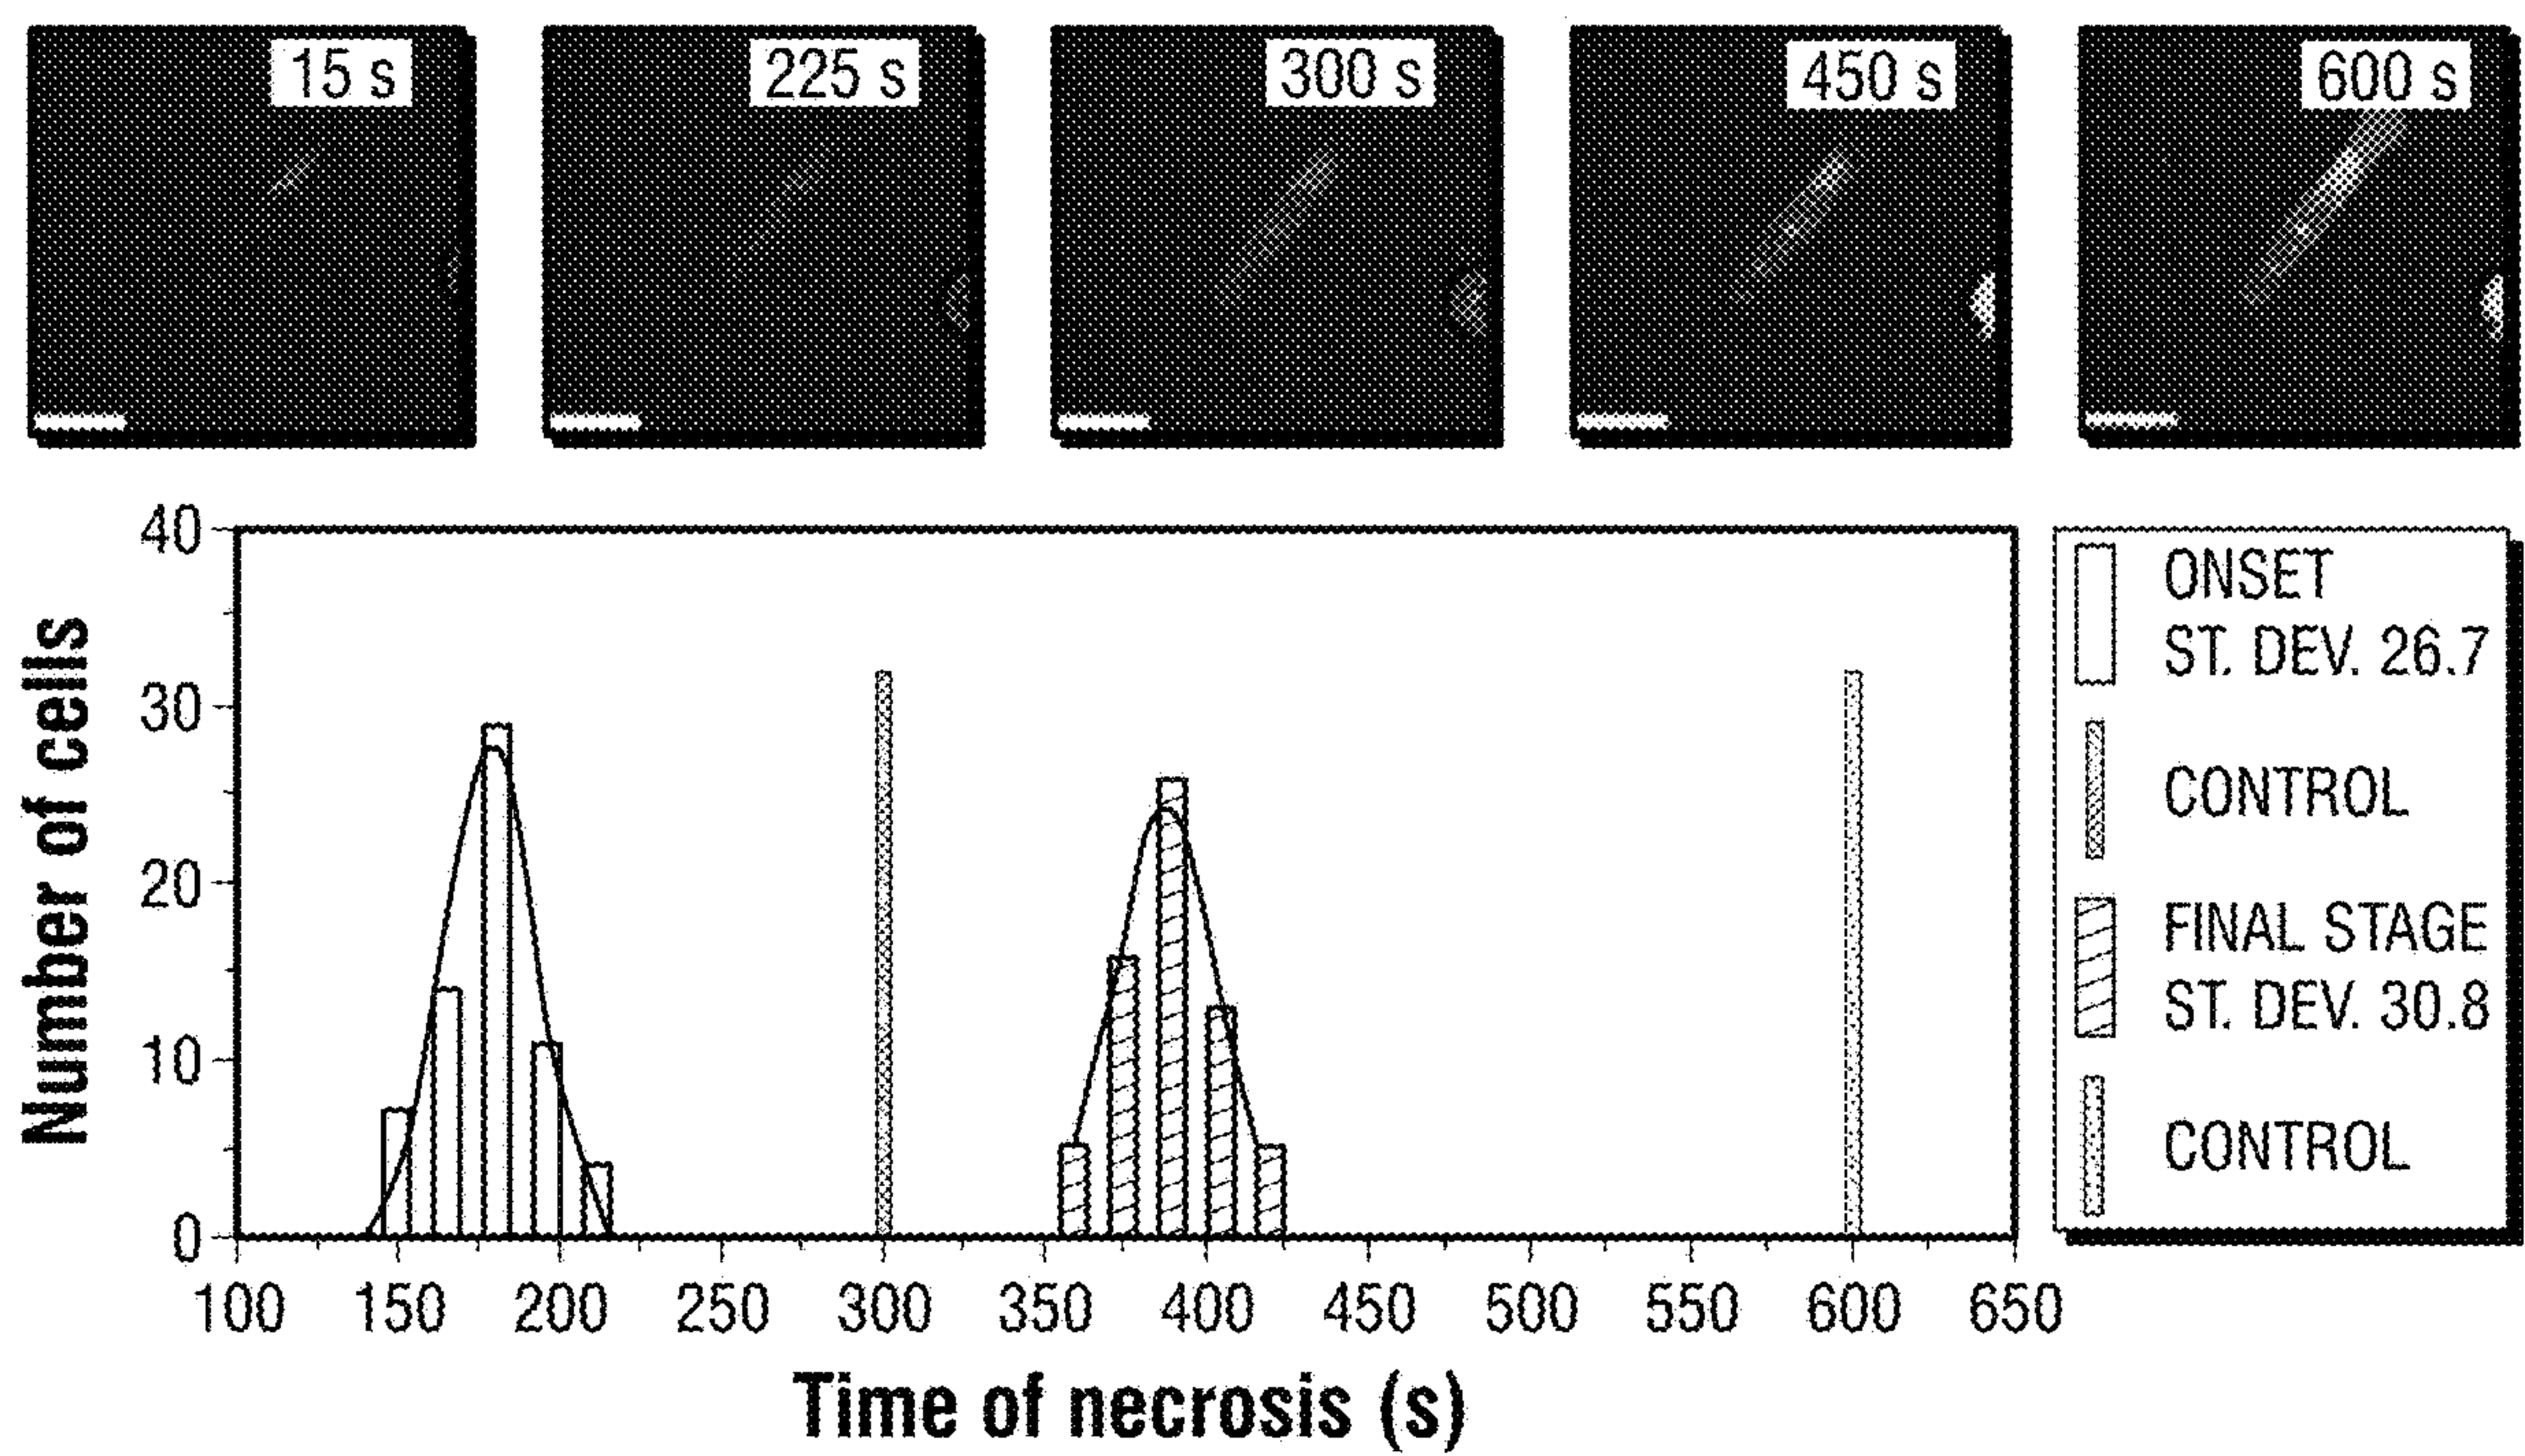 15 s
225 s
300 s
450 s
600 s
Number of cells
40
30
20
10
0
100 150 200 250 300 350 400 450 500 550 600 650
Time of necrosis (s)
ONSET
ST. DEV. 26.7
CONTROL
FINAL STAGE
ST. DEV. 30.8
CONTROL